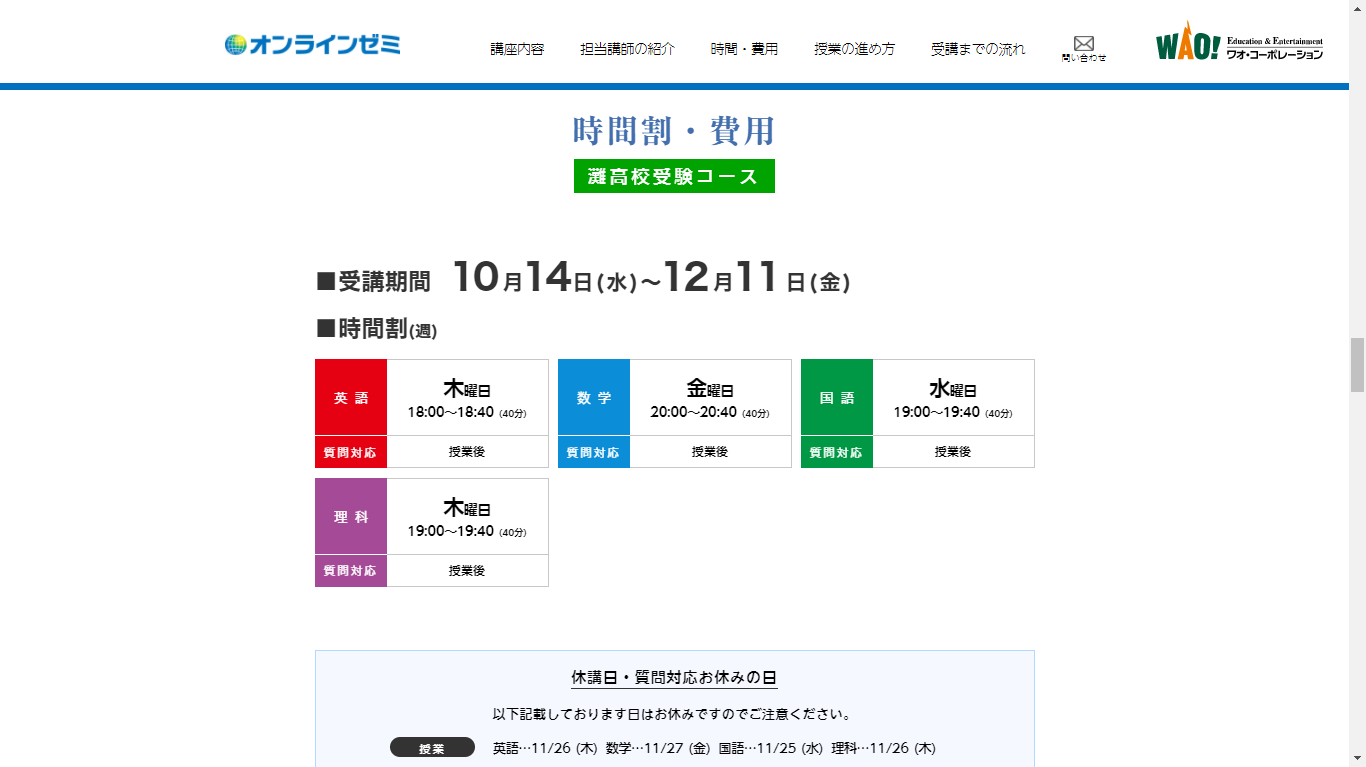 オンラインゼミ
講座内容 担当講師の紹介 時間・費用 授業の進め方 受講までの流れ 問い合わせ
WAO! Education & Entertainment ワオ・コーポレーション
時間割・費用
灘高校受験コース
■受講期間 10月14日(水)～12月11日(金)
■時間割(週)
英語 木曜日 18:00～18:40 (40分)
質問対応 授業後
数学 金曜日 20:00～20:40 (40分)
質問対応 授業後
国語 水曜日 19:00～19:40 (40分)
質問対応 授業後
理科 木曜日 19:00～19:40 (40分)
質問対応 授業後
休講日・質問対応お休みの日
以下記載しております日はお休みですのでご注意ください。
授業 英語…11/26 (木) 数学…11/27 (金) 国語…11/25 (水) 理科…11/26 (木)